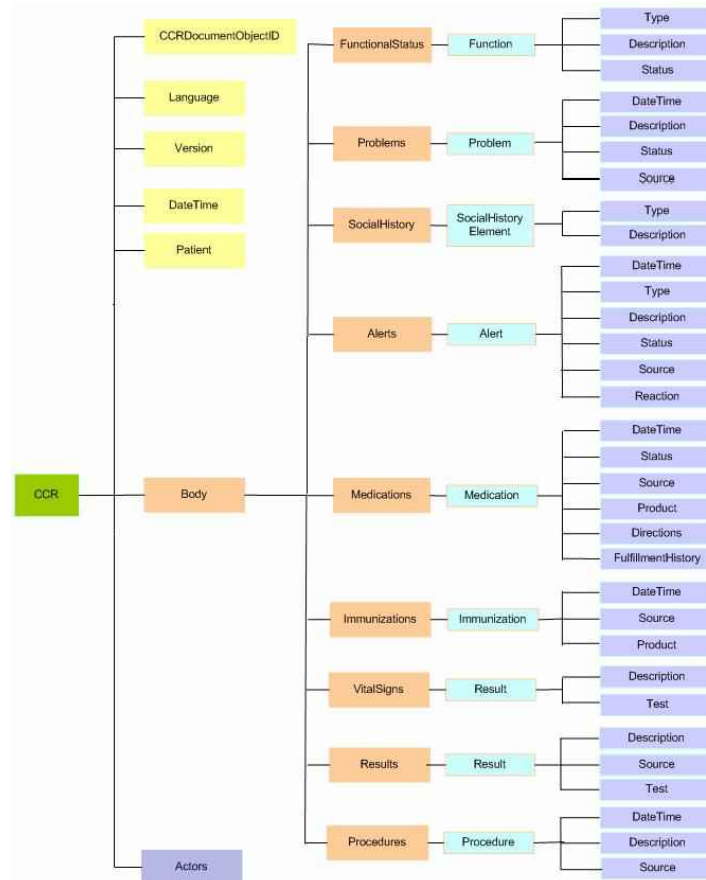 CCR
CCRDocumentObjectID
Language
Version
DateTime
Patient
Body
Actors
FunctionalStatus
Function
Type
Description
Status
Problems
Problem
DateTime
Description
Status
Source
SocialHistory
SocialHistory
Element
Type
Description
Alerts
Alert
DateTime
Type
Description
Status
Source
Reaction
Medications
Medication
DateTime
Status
Source
Product
Directions
FulfillmentHistory
Immunizations
Immunization
DateTime
Source
Product
VitalSigns
Result
Description
Test
Results
Result
Description
Source
Test
Procedures
Procedure
DateTime
Description
Source